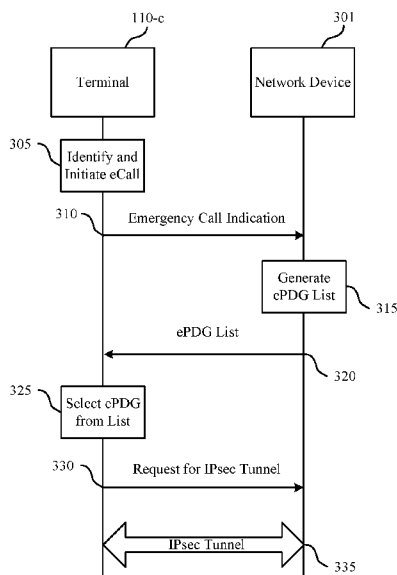 110-c
301
Terminal
Network Device
305
Identify and
Initiate eCall
310
Emergency Call Indication
Generate
ePDG List
315
ePDG List
320
325
Select ePDG
from List
330
Request for IPsec Tunnel
IPsec Tunnel
335